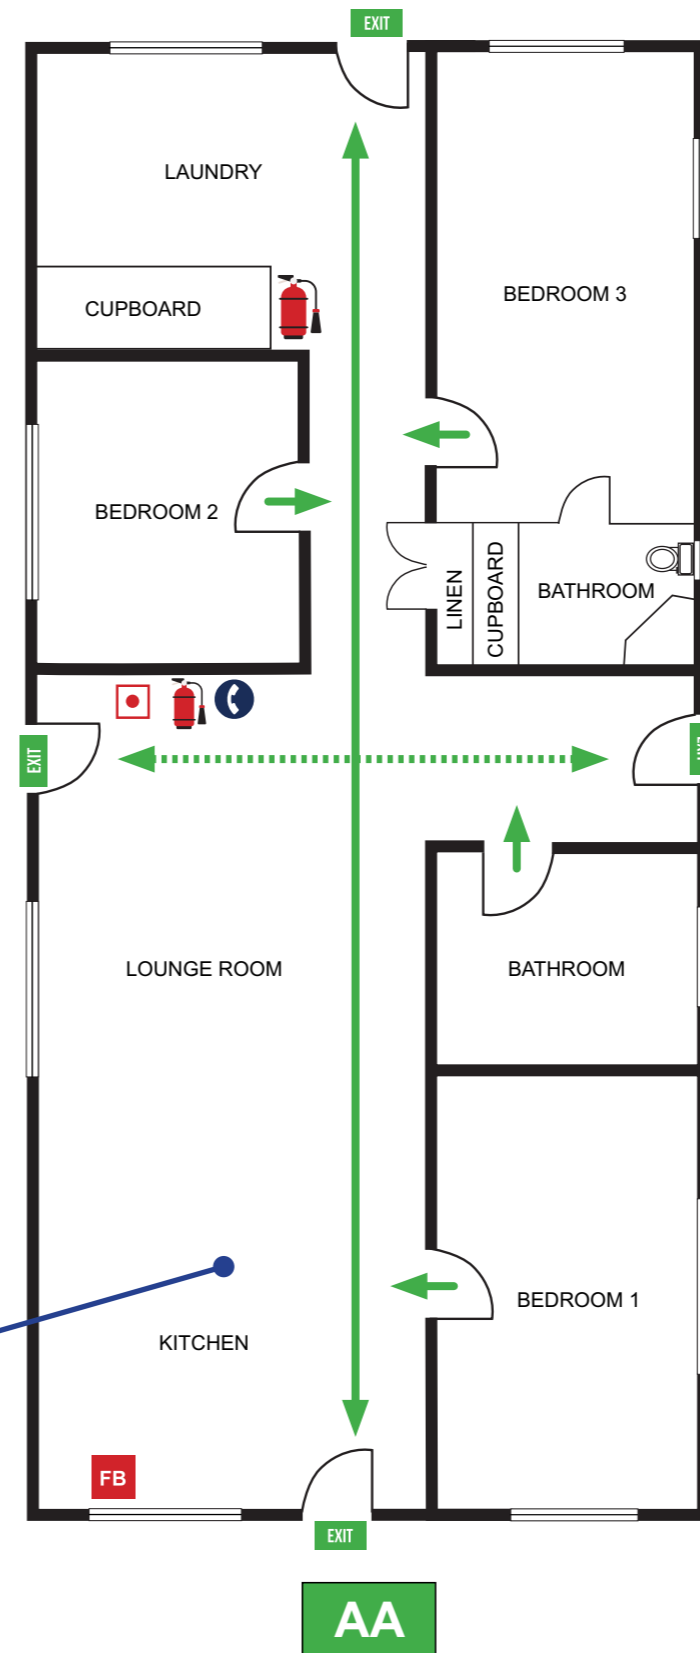 EXIT
LAUNDRY
CUPBOARD
BEDROOM 3
BEDROOM 2
LINEN
CUPBOARD
BATHROOM
EXIT
LOUNGE ROOM
BATHROOM
BEDROOM 1
KITCHEN
FB
EXIT
AA